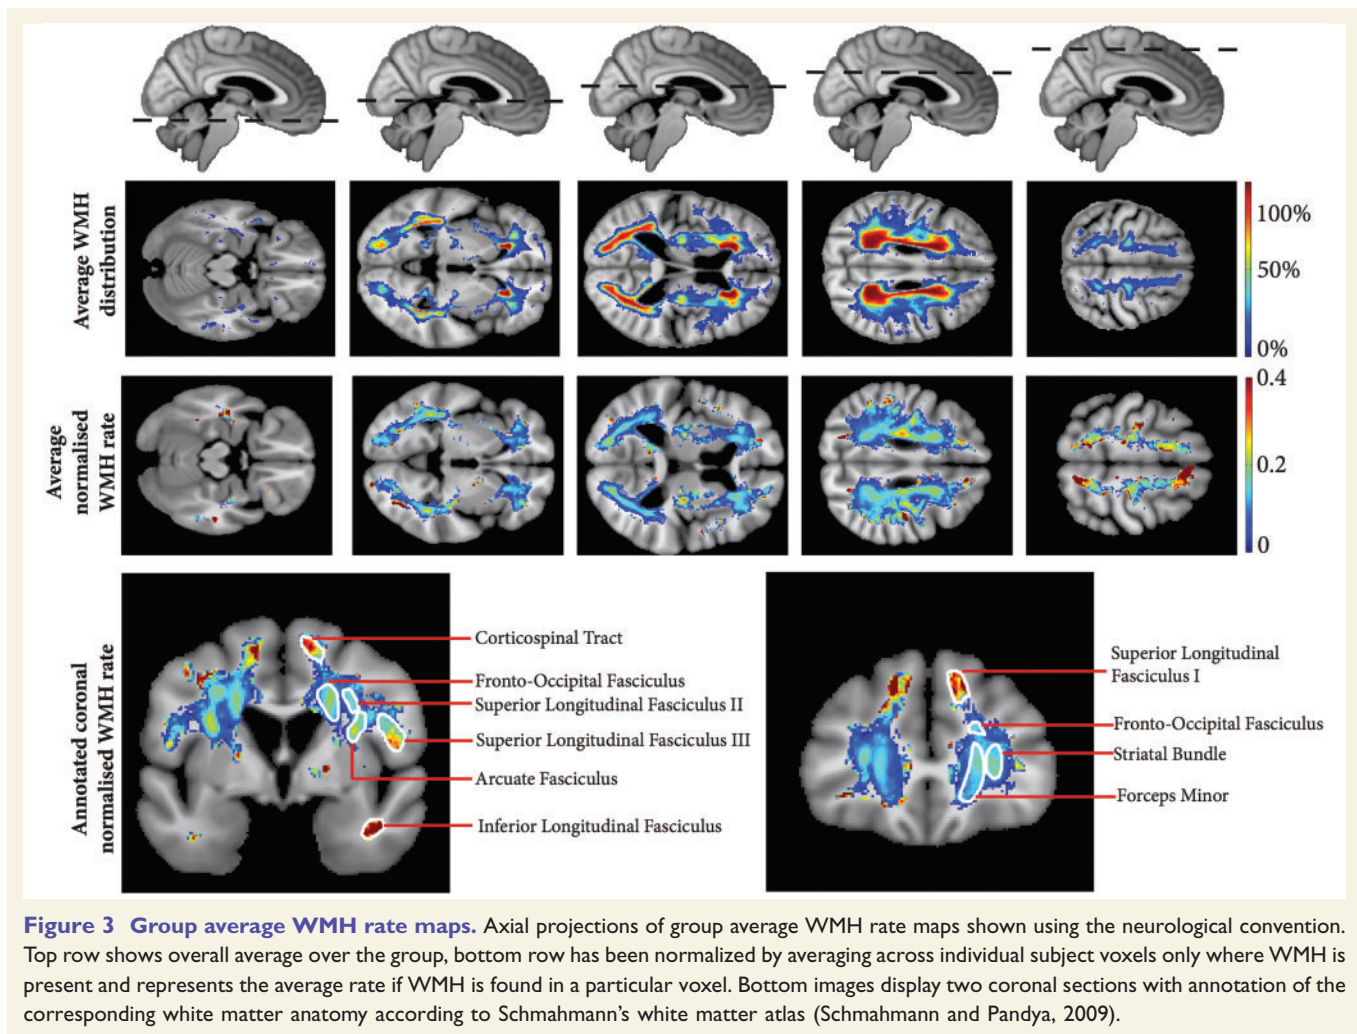 Average WMH
distribution
100%
50%
0%
Average
normalised
WMH rate
0.4
0.2
0
Annotated coronal
normalised WMH rate
Corticospinal Tract
Fronto-Occipital Fasciculus
Superior Longitudinal Fasciculus II
Superior Longitudinal Fasciculus III
Arcuate Fasciculus
Inferior Longitudinal Fasciculus
Superior Longitudinal
Fasciculus I
Fronto-Occipital Fasciculus
Striatal Bundle
Forceps Minor
Figure 3 Group average WMH rate maps. Axial projections of group average WMH rate maps shown using the neurological convention.
Top row shows overall average over the group, bottom row has been normalized by averaging across individual subject voxels only where WMH is
present and represents the average rate if WMH is found in a particular voxel. Bottom images display two coronal sections with annotation of the
corresponding white matter anatomy according to Schmahmann's white matter atlas (Schmahmann and Pandya, 2009).